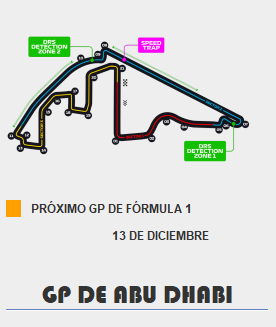 DRS
DETECTION
ZONE 2
SPEED
TRAP
DRS
DETECTION
ZONE 1
PRÓXIMO GP DE FÓRMULA 1
13 DE DICIEMBRE
GP DE ABU DHABI